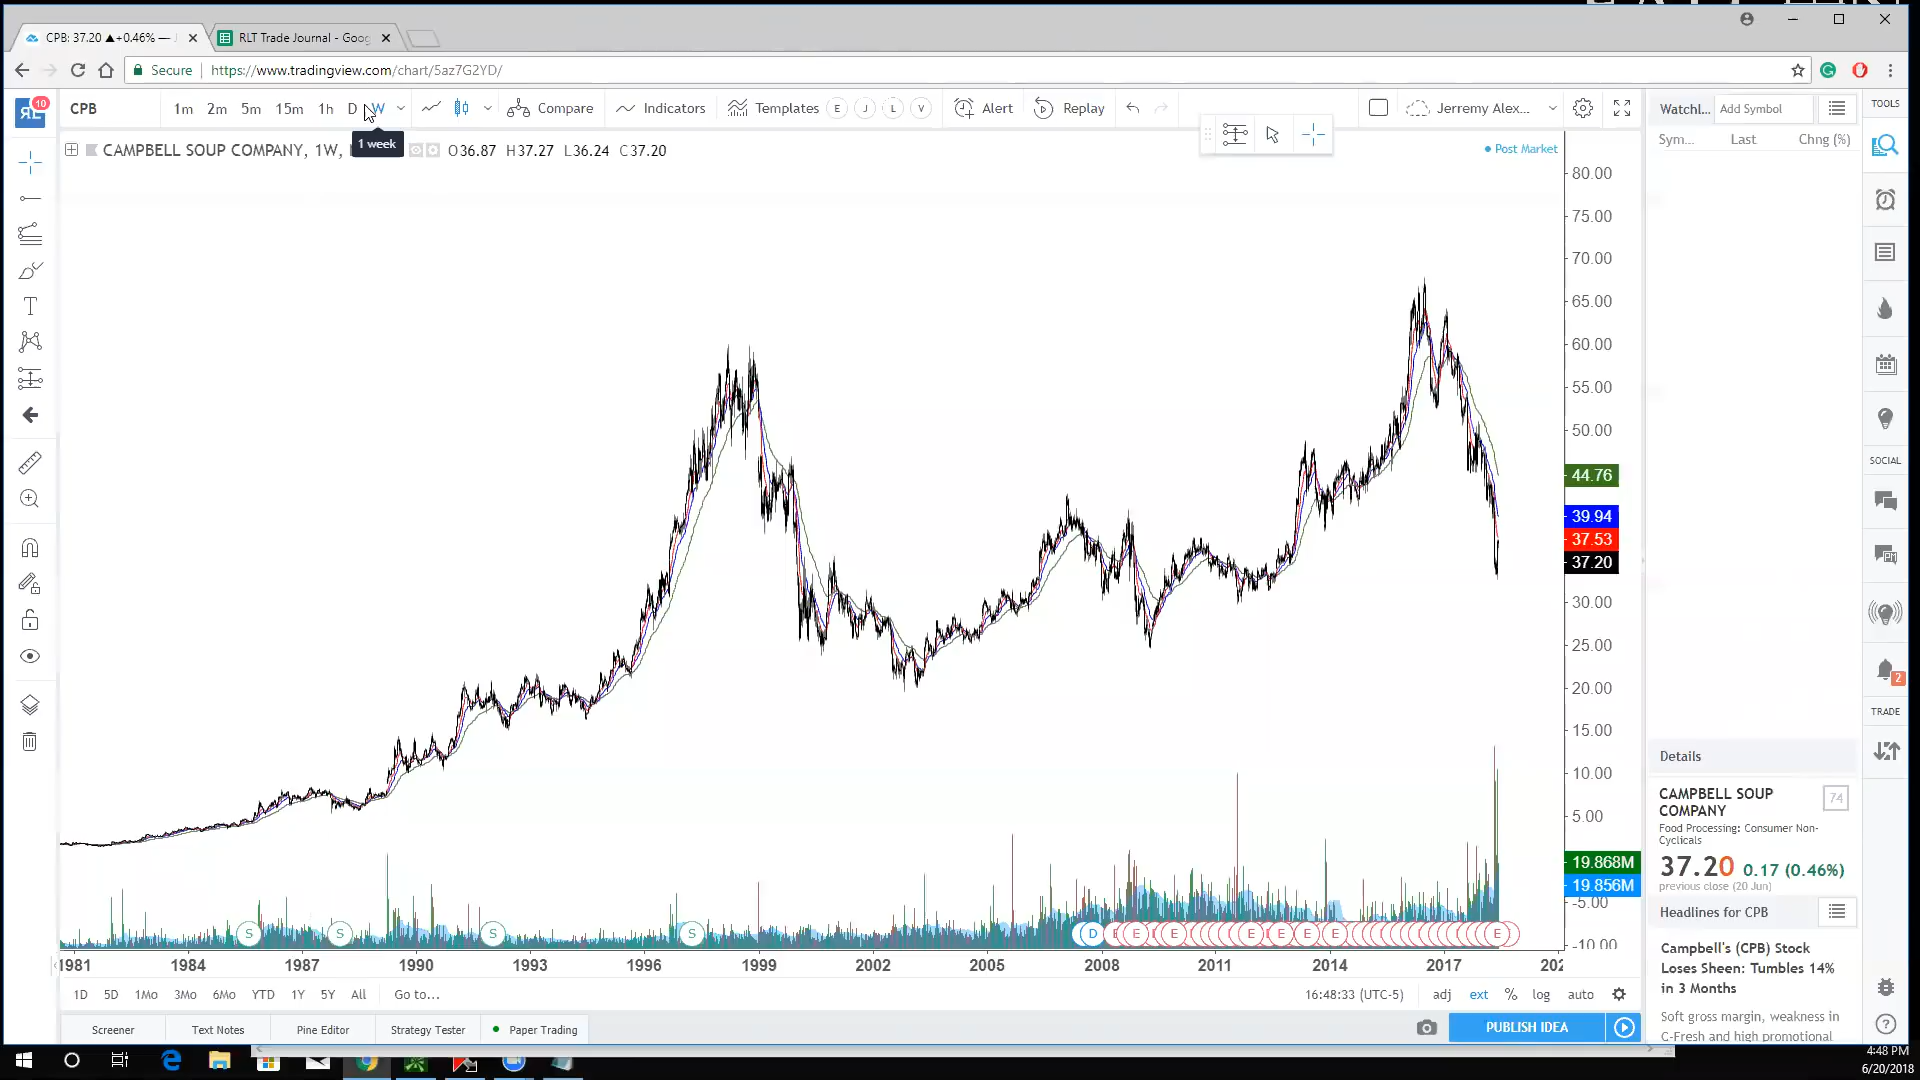 CPB: 37.20 ▲+0.46% —
RLT Trade Journal - Goog
Secure
https://www.tradingview.com/chart/5az7G2YD/
10
CPB
1m 2m 5m 15m 1h D W
Compare
Indicators
Templates E J L V
Alert
Replay
Jerremy Alex...
Watchl...
Add Symbol
TOOLS
1 week
CAMPBELL SOUP COMPANY, 1W,
O36.87 H37.27 L36.24 C37.20
Post Market
Sym... Last Chng (%)
80.00
75.00
70.00
65.00
60.00
55.00
50.00
44.76
39.94
37.53
37.20
30.00
25.00
20.00
15.00
10.00
5.00
19.868M
19.856M
-5.00
-10.00
S S S S D E E E E E E E
1981 1984 1987 1990 1993 1996 1999 2002 2005 2008 2011 2014 2017 202
1D 5D 1Mo 3Mo 6Mo YTD 1Y 5Y All Go to...
16:48:33 (UTC-5) adj ext % log auto
Screener Text Notes Pine Editor Strategy Tester Paper Trading
PUBLISH IDEA
SOCIAL
2
TRADE
Details
CAMPBELL SOUP
COMPANY
74
Food Processing: Consumer Non-
Cyclicals
37.20 0.17 (0.46%)
previous close (20 Jun)
Headlines for CPB
Campbell's (CPB) Stock
Loses Sheen: Tumbles 14%
in 3 Months
Soft gross margin, weakness in
C-Fresh and high promotional
4:48 PM
6/20/2018